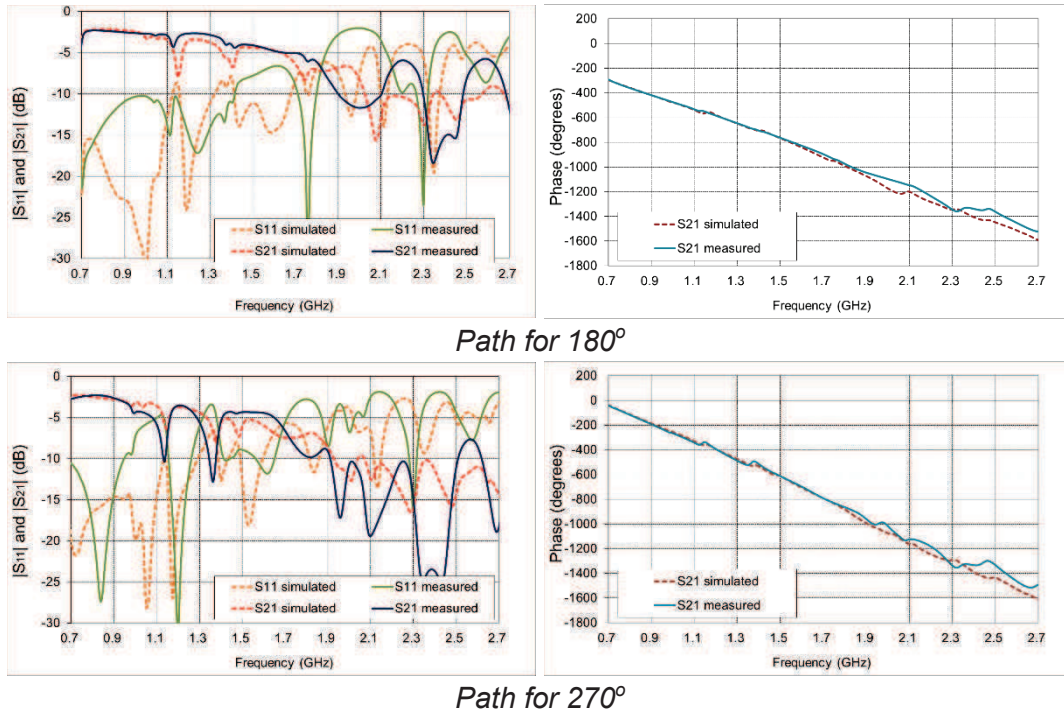 0
-5
-10
-15
-20
-25
-30
|S11| and |S21| (dB)
S11 simulated
S11 measured
S21 simulated
S21 measured
0.7 0.9 1.1 1.3 1.5 1.7 1.9 2.1 2.3 2.5 2.7
Frequency (GHz)
200
0
-200
-400
-600
-800
-1000
-1200
-1400
-1600
-1800
Phase (degrees)
S21 simulated
S21 measured
0.7 0.9 1.1 1.3 1.5 1.7 1.9 2.1 2.3 2.5 2.7
Frequency (GHz)
Path for 180º
0
-5
-10
-15
-20
-25
-30
|S11| and |S21| (dB)
S11 simulated
S11 measured
S21 simulated
S21 measured
0.7 0.9 1.1 1.3 1.5 1.7 1.9 2.1 2.3 2.5 2.7
Frequency (GHz)
200
0
-200
-400
-600
-800
-1000
-1200
-1400
-1600
-1800
Phase (degrees)
S21 simulated
S21 measured
0.7 0.9 1.1 1.3 1.5 1.7 1.9 2.1 2.3 2.5 2.7
Frequency (GHz)
Path for 270º